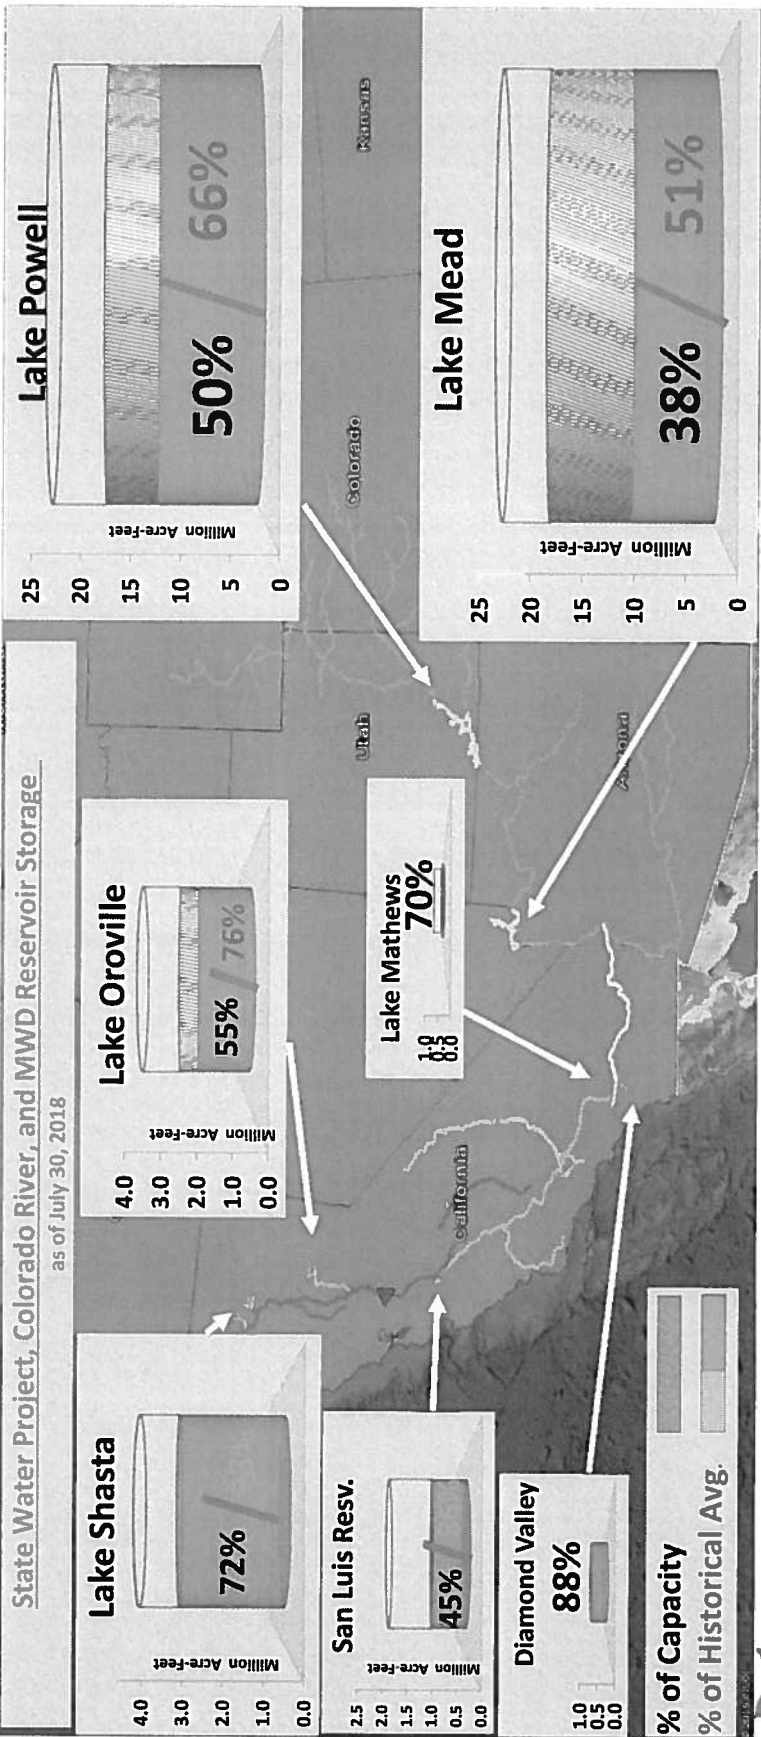 State Water Project, Colorado River, and MWD Reservoir Storage
as of July 30, 2018
Lake Shasta
4.0
3.0
2.0
1.0
0.0
Million Acre-Feet
72%
San Luis Resv.
2.5
2.0
1.5
1.0
0.5
0.0
Million Acre-Feet
45%
Diamond Valley
1.0
0.5
0.0
88%
% of Capacity
% of Historical Avg.
Lake Oroville
4.0
3.0
2.0
1.0
0.0
Million Acre-Feet
55% / 76%
Lake Mathews
1.0
0.5
0.0
70%
California
Utah
Arizona
Colorado
Kansas
Lake Powell
25
20
15
10
5
0
Million Acre-Feet
50% / 66%
Lake Mead
25
20
15
10
5
0
Million Acre-Feet
38% / 51%